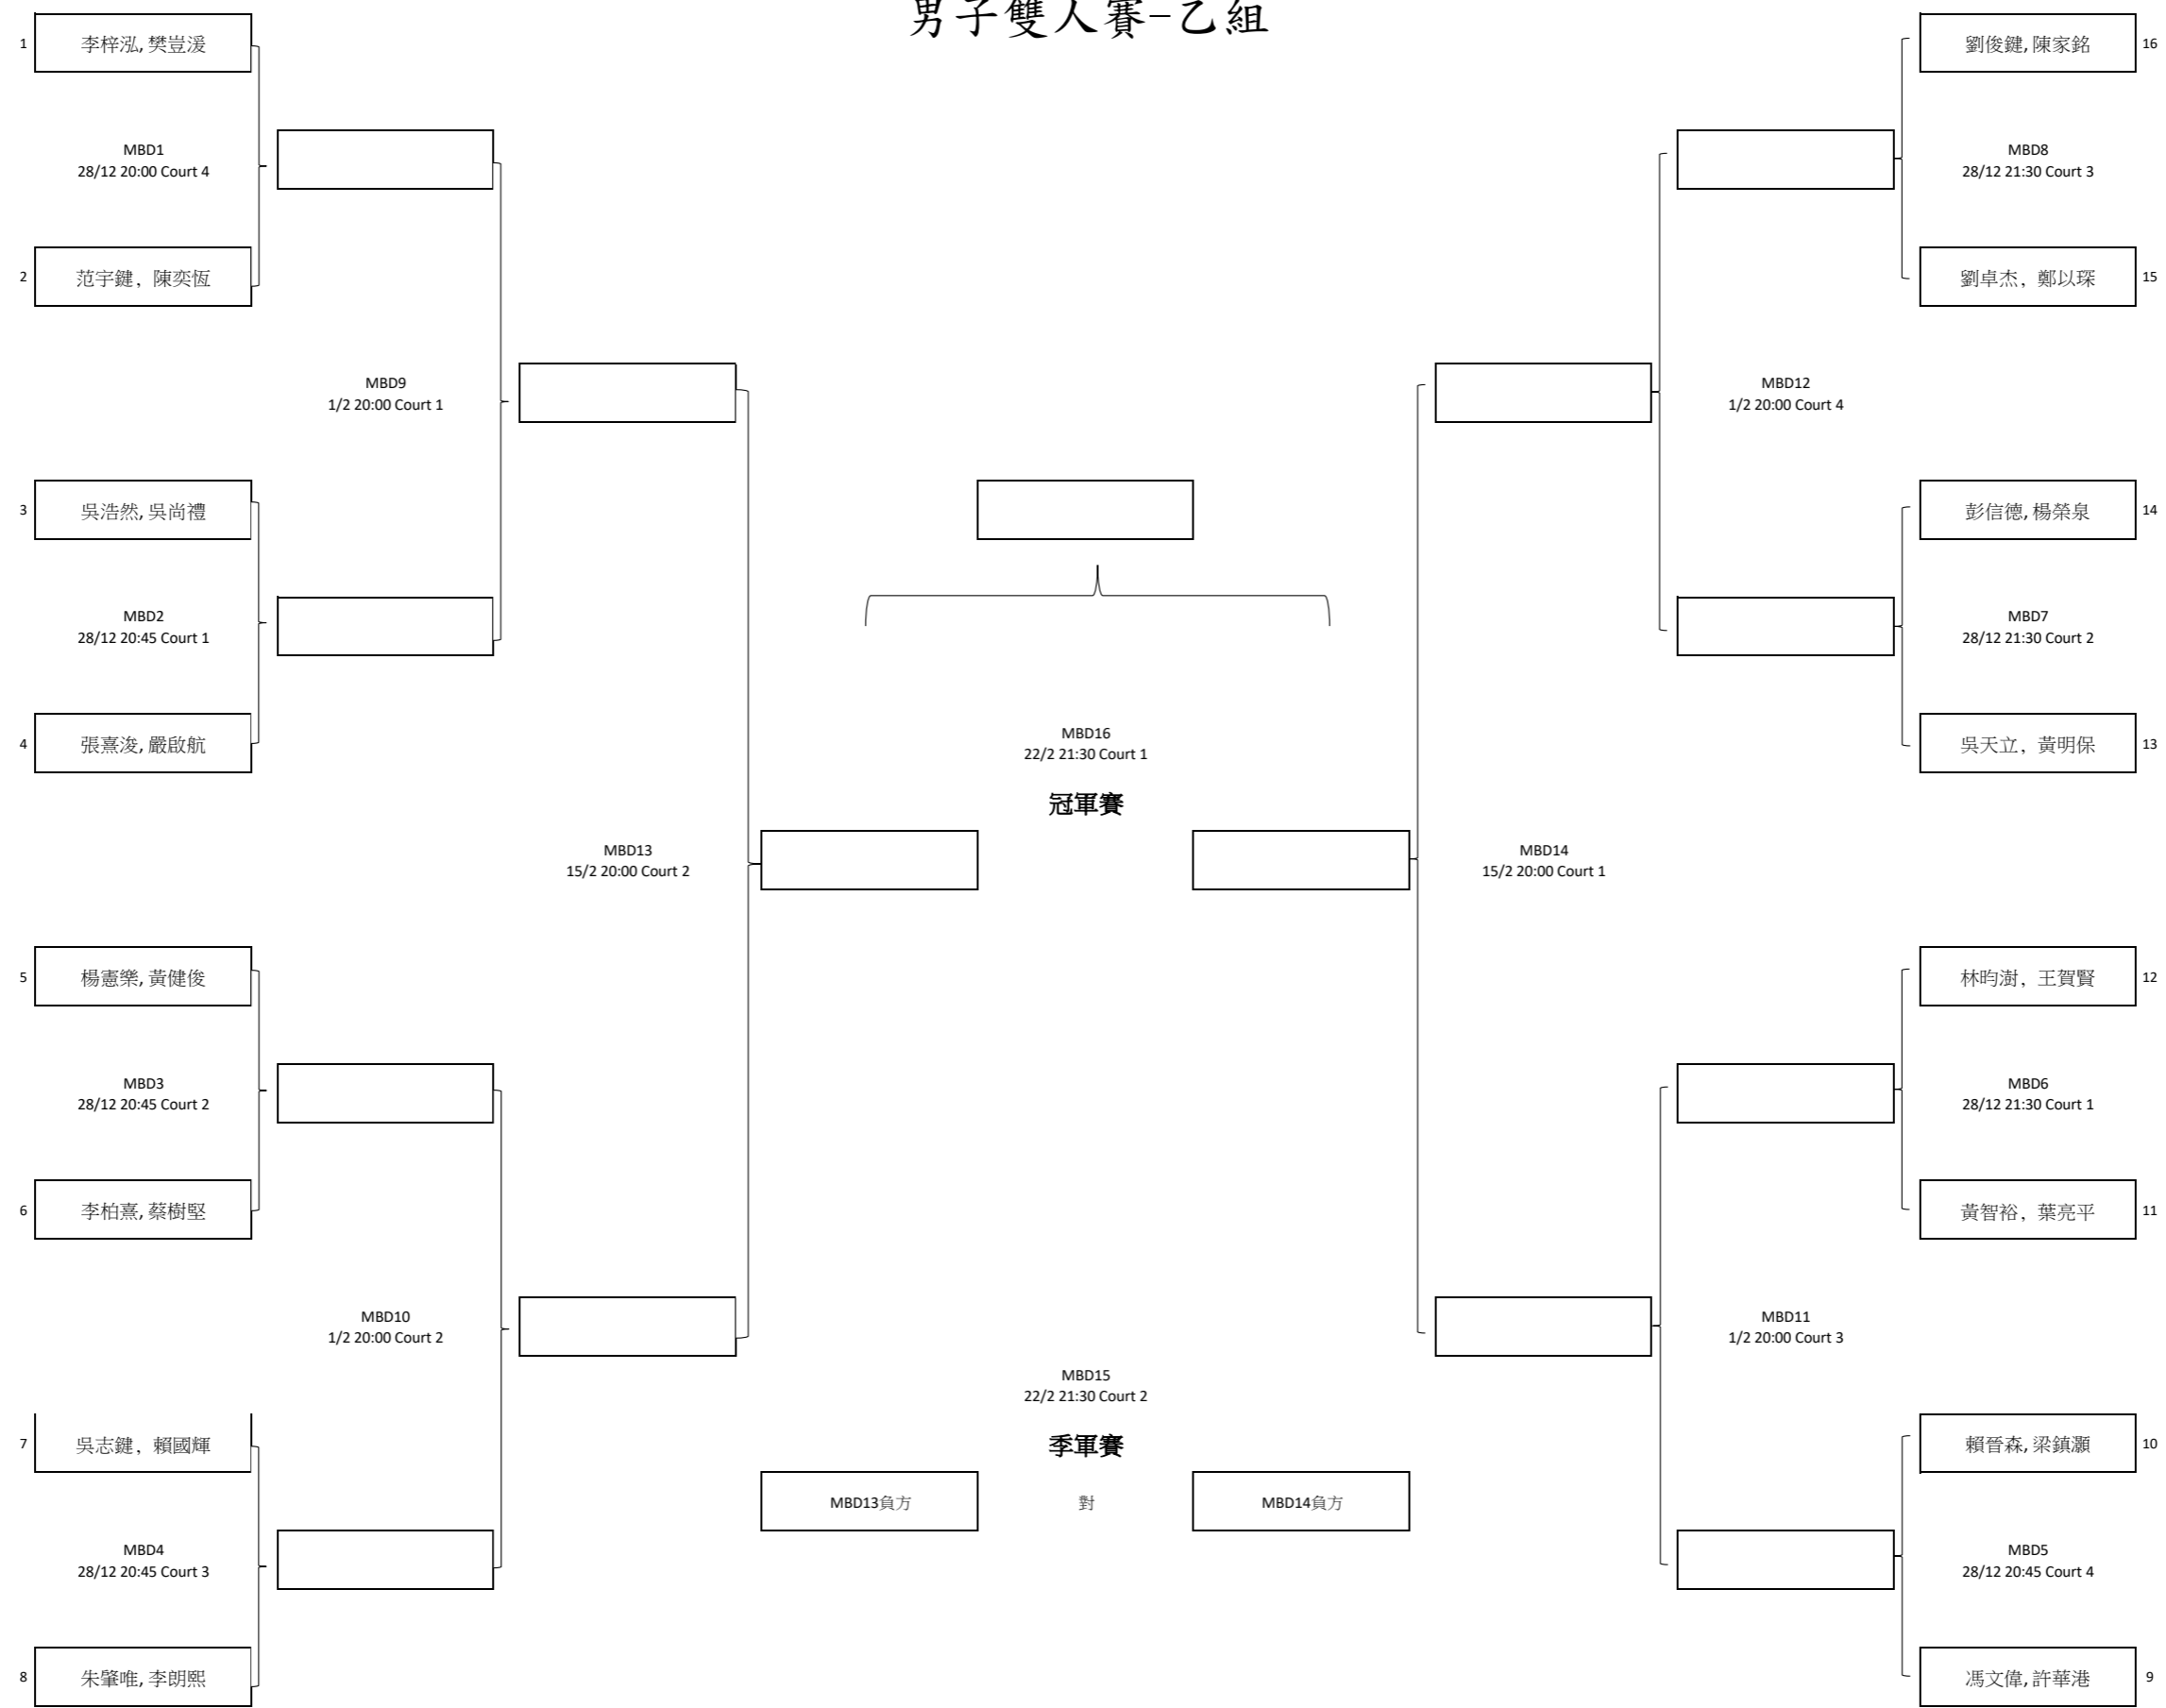 男子雙人賽-乙組
1
李梓泓, 樊豈湲
MBD1
28/12 20:00 Court 4
2
范宇鍵, 陳奕恆
MBD9
1/2 20:00 Court 1
3
吳浩然, 吳尚禮
MBD2
28/12 20:45 Court 1
4
張熹浚, 嚴啟航
MBD13
15/2 20:00 Court 2
5
楊憲樂, 黃健俊
MBD3
28/12 20:45 Court 2
6
李柏熹, 蔡樹堅
MBD10
1/2 20:00 Court 2
7
吳志鍵, 賴國輝
MBD4
28/12 20:45 Court 3
8
朱肇唯, 李朗熙
MBD16
22/2 21:30 Court 1
冠軍賽
MBD15
22/2 21:30 Court 2
季軍賽
MBD13負方
對
MBD14負方
劉俊鍵, 陳家銘
16
MBD8
28/12 21:30 Court 3
劉卓杰, 鄭以琛
15
MBD12
1/2 20:00 Court 4
彭信德, 楊榮泉
14
MBD7
28/12 21:30 Court 2
吳天立, 黃明保
13
MBD14
15/2 20:00 Court 1
林昀澍, 王賀賢
12
MBD6
28/12 21:30 Court 1
黃智裕, 葉亮平
11
MBD11
1/2 20:00 Court 3
賴晉森, 梁鎮灝
10
MBD5
28/12 20:45 Court 4
馮文偉, 許華港
9